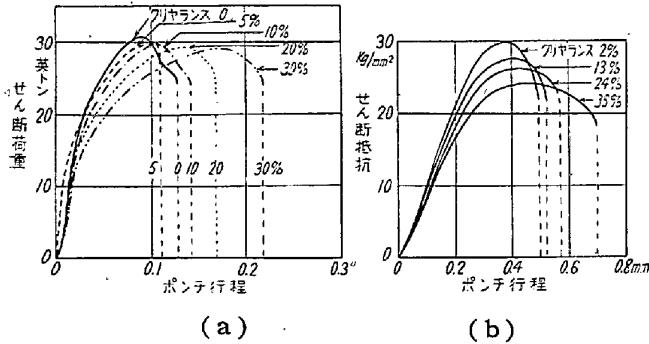 クリヤランス 0
5%
10%
20%
30%
30
20
10
0
英トン
せん断荷重
5 0 10 20 30%
0 0.1 0.2 0.3"
ポンチ行程
(a)
クリヤランス 2%
13%
24%
35%
Kg/mm²
30
20
10
0
せん断抵抗
0 0.2 0.4 0.6 0.8mm
ポンチ行程
(b)